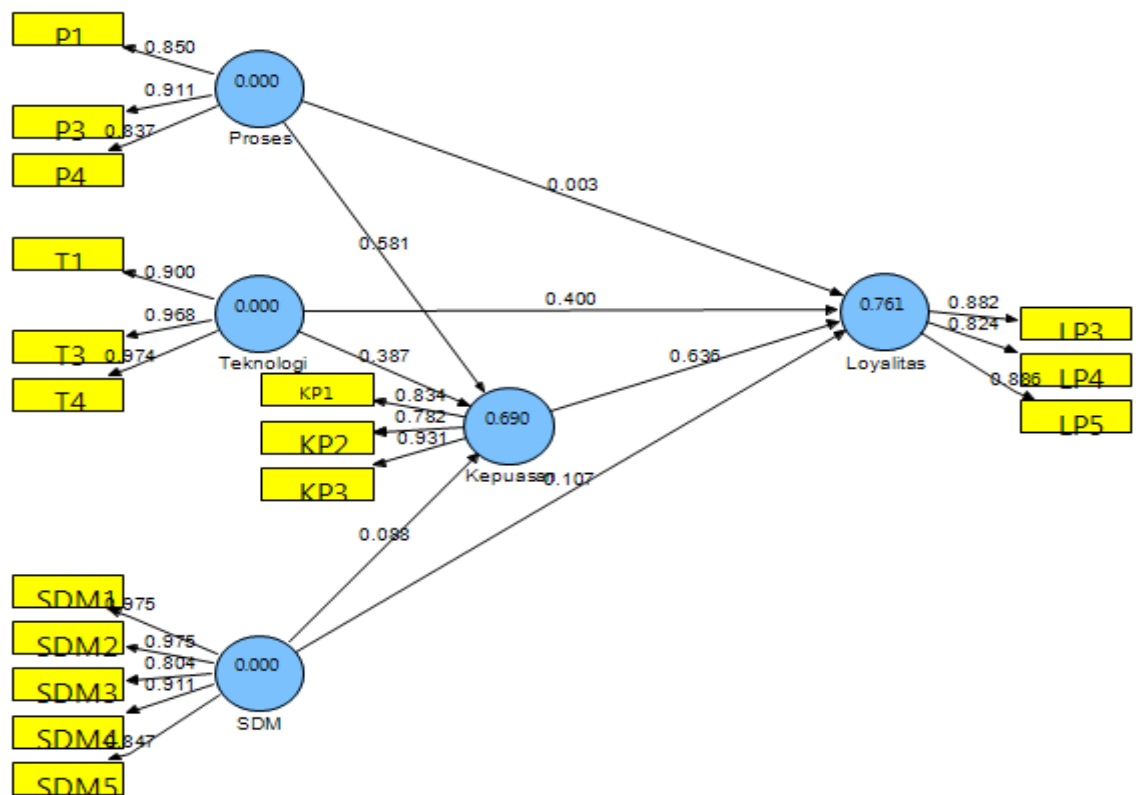 P1
0.850
0.000
0.911
P3
0.837
Proses
P4
0.003
0.581
T1
0.900
0.000
0.400
0.761
0.882
LP3
0.968
0.824
T3
0.974
Teknologi
0.387
Loyalitas
LP4
0.886
T4
KP1
0.834
0.636
LP5
0.782
0.690
KP2
0.931
Kepuasan
0.107
KP3
0.088
SDM1
0.975
SDM2
0.975
0.804
0.000
SDM3
0.911
SDM
SDM4
0.847
SDM5